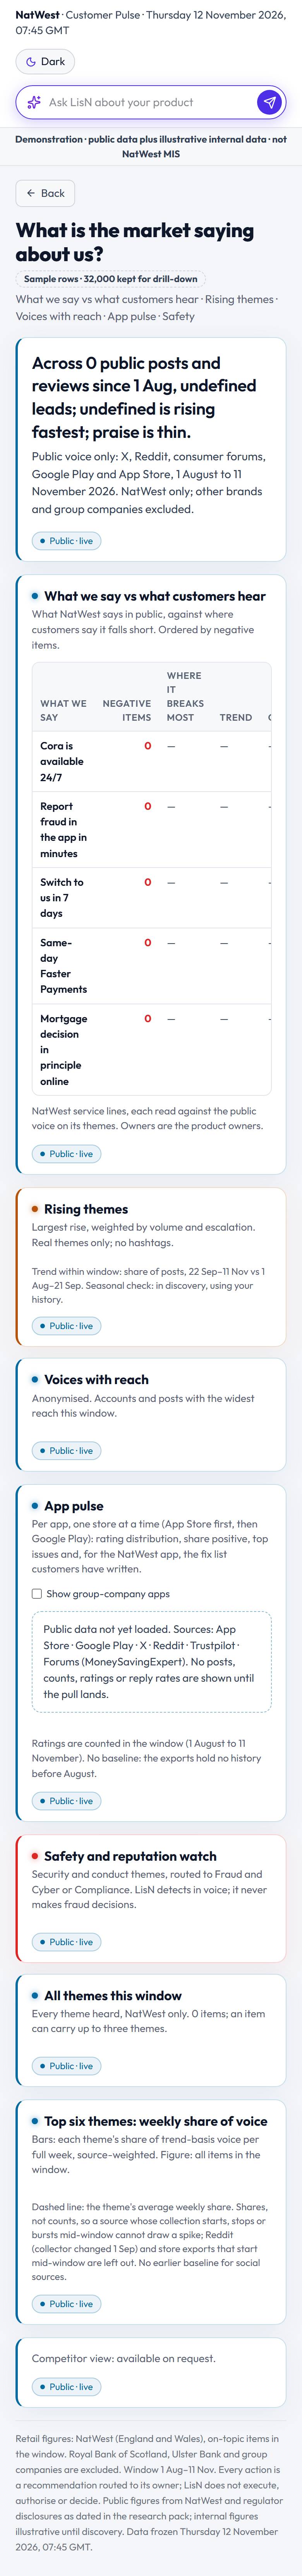 NatWest · Customer Pulse · Thursday 12 November 2026,
07:45 GMT
Dark
Ask LisN about your product
Demonstration · public data plus illustrative internal data · not
NatWest MIS
Back
What is the market saying
about us?
Sample rows · 32,000 kept for drill-down
What we say vs what customers hear · Rising themes ·
Voices with reach · App pulse · Safety
Across 0 public posts and
reviews since 1 Aug, undefined
leads; undefined is rising
fastest; praise is thin.
Public voice only: X, Reddit, consumer forums,
Google Play and App Store, 1 August to 11
November 2026. NatWest only; other brands
and group companies excluded.
Public · live
What we say vs what customers hear
What NatWest says in public, against where
customers say it falls short. Ordered by negative
items.
WHAT WE SAY NEGATIVE ITEMS WHERE IT BREAKS MOST TREND
Cora is available 24/7 0 — —
Report fraud in the app in minutes 0 — —
Switch to us in 7 days 0 — —
Same-day Faster Payments 0 — —
Mortgage decision in principle online 0 — —
NatWest service lines, each read against the public
voice on its themes. Owners are the product owners.
Public · live
Rising themes
Largest rise, weighted by volume and escalation.
Real themes only; no hashtags.
Trend within window: share of posts, 22 Sep–11 Nov vs 1
Aug–21 Sep. Seasonal check: in discovery, using your
history.
Public · live
Voices with reach
Anonymised. Accounts and posts with the widest
reach this window.
Public · live
App pulse
Per app, one store at a time (App Store first, then
Google Play): rating distribution, share positive, top
issues and, for the NatWest app, the fix list
customers have written.
Show group-company apps
Public data not yet loaded. Sources: App
Store · Google Play · X · Reddit · Trustpilot ·
Forums (MoneySavingExpert). No posts,
counts, ratings or reply rates are shown until
the pull lands.
Ratings are counted in the window (1 August to 11
November). No baseline: the exports hold no history
before August.
Public · live
Safety and reputation watch
Security and conduct themes, routed to Fraud and
Cyber or Compliance. LisN detects in voice; it never
makes fraud decisions.
Public · live
All themes this window
Every theme heard, NatWest only. 0 items; an item
can carry up to three themes.
Public · live
Top six themes: weekly share of voice
Bars: each theme's share of trend-basis voice per
full week, source-weighted. Figure: all items in the
window.
Dashed line: the theme's average weekly share. Shares,
not counts, so a source whose collection starts, stops or
bursts mid-window cannot draw a spike; Reddit
(collector changed 1 Sep) and store exports that start
mid-window are left out. No earlier baseline for social
sources.
Public · live
Competitor view: available on request.
Public · live
Retail figures: NatWest (England and Wales), on-topic items in
the window. Royal Bank of Scotland, Ulster Bank and group
companies are excluded. Window 1 Aug–11 Nov. Every action is
a recommendation routed to its owner; LisN does not execute,
authorise or decide. Public figures from NatWest and regulator
disclosures as dated in the research pack; internal figures
illustrative until discovery. Data frozen Thursday 12 November
2026, 07:45 GMT.